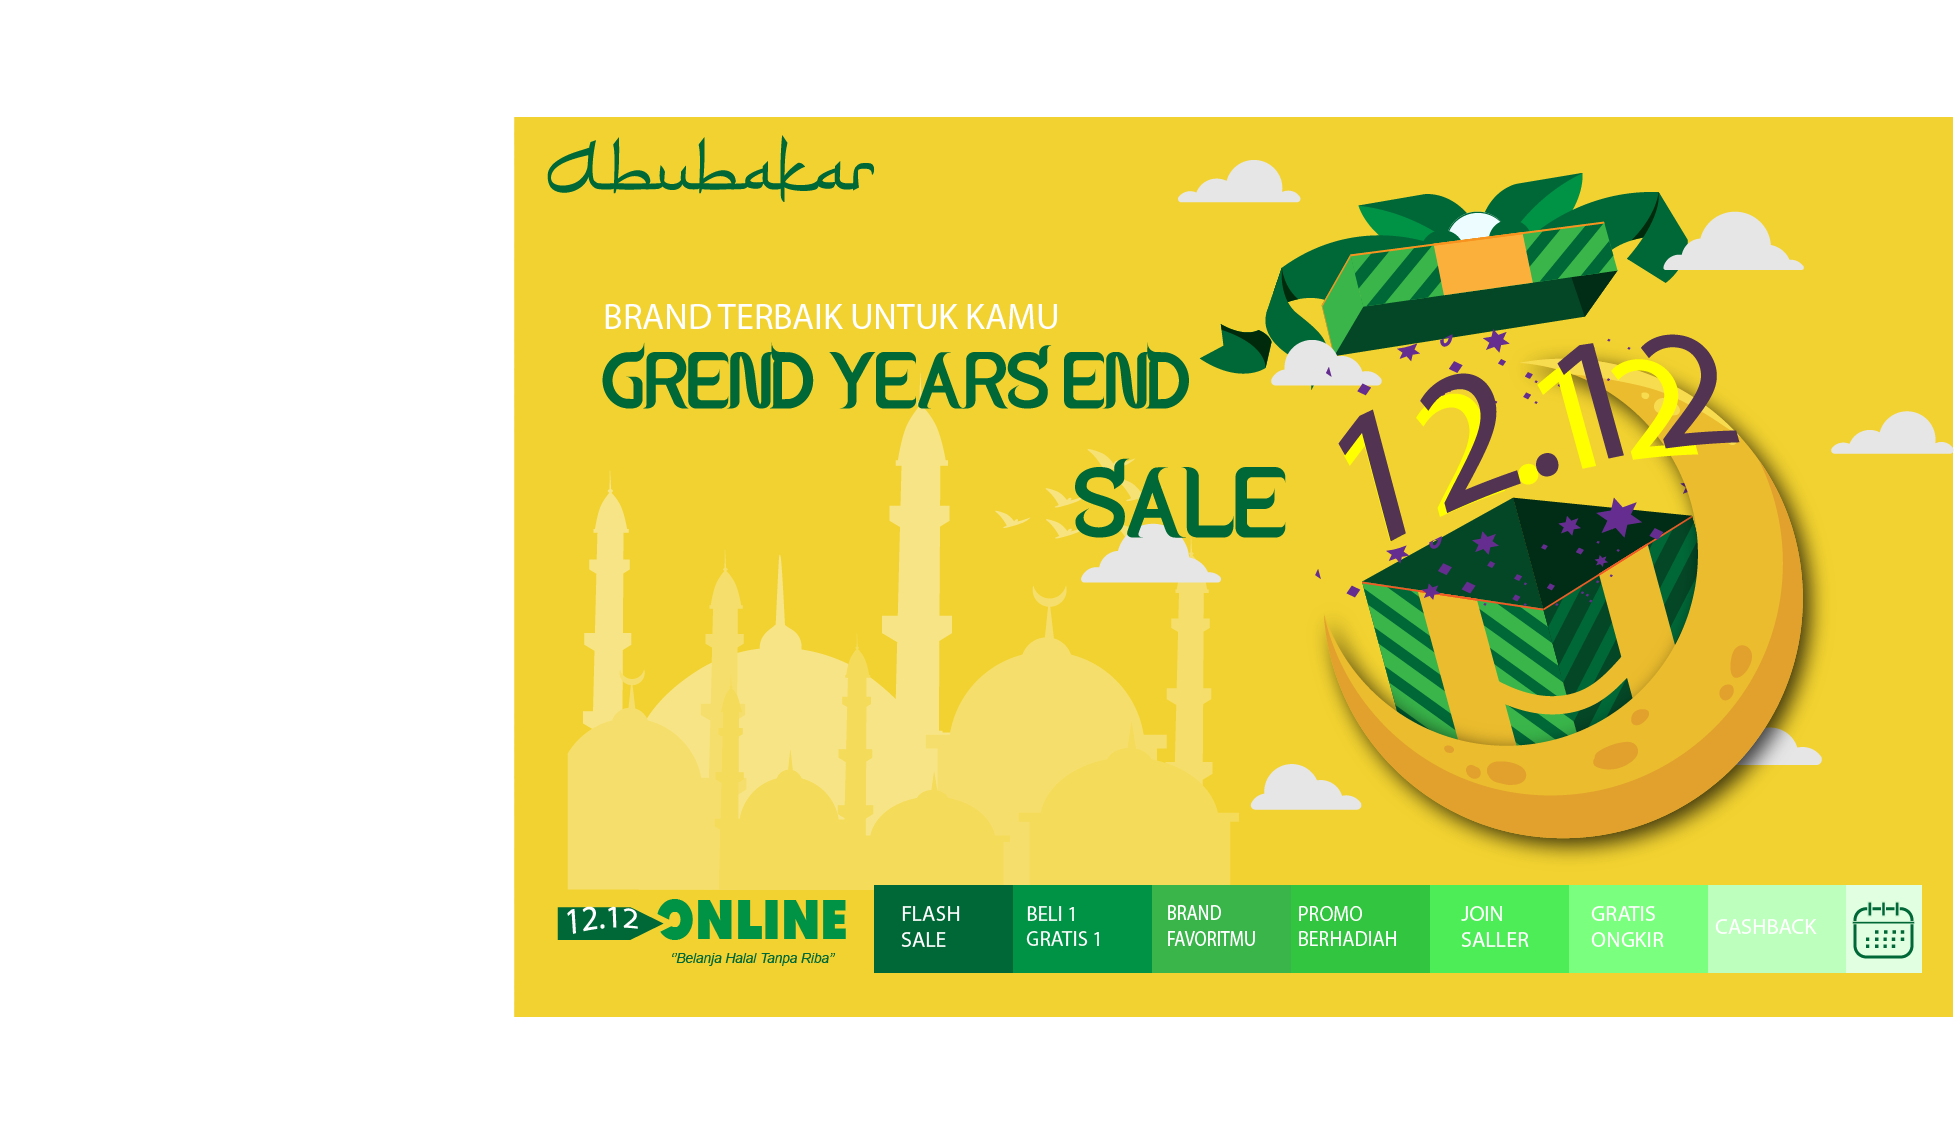 Abubakar
BRAND TERBAIK UNTUK KAMU
GREND YEARS END
SALE
12.12
12.12 ONLINE
"Belanja Halal Tanpa Riba"
FLASH
SALE
BELI 1
GRATIS 1
BRAND
FAVORITMU
PROMO
BERHADIAH
JOIN
SALLER
GRATIS
ONGKIR
CASHBACK